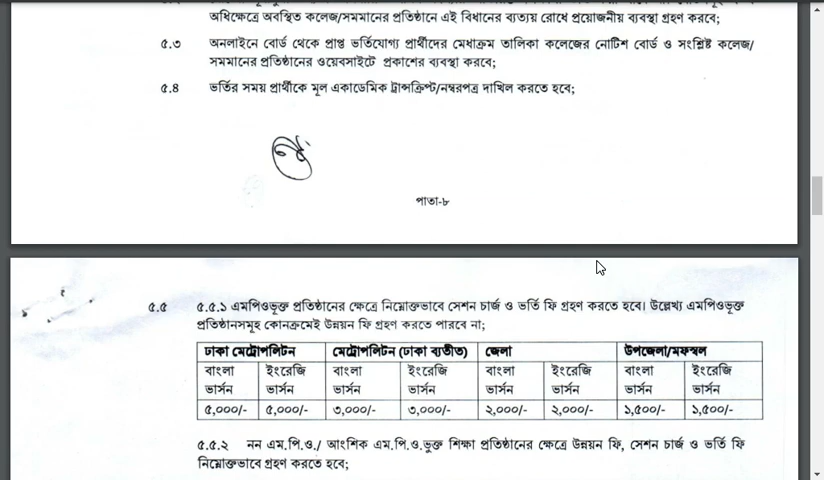 অধিক্ষেত্রে অবস্থিত কলেজ/সমমানের প্রতিষ্ঠানে এই বিধানের ব্যত্যয় রোধে প্রয়োজনীয় ব্যবস্থা গ্রহণ করবে;
৫.৩ অনলাইনে বোর্ড থেকে প্রাপ্ত ভর্তিযোগ্য প্রার্থীদের মেধাক্রম তালিকা কলেজের নোটিশ বোর্ড ও সংশ্লিষ্ট কলেজ/
সমমানের প্রতিষ্ঠানের ওয়েবসাইটে প্রকাশের ব্যবস্থা করবে;
৫.৪ ভর্তির সময় প্রার্থীকে মূল একাডেমিক ট্রান্সক্রিপ্ট/নম্বরপত্র দাখিল করতে হবে;
পাতা-৮
৫.৫ ৫.৫.১ এমপিওভূক্ত প্রতিষ্ঠানের ক্ষেত্রে নিম্নোক্তভাবে সেশন চার্জ ও ভর্তি ফি গ্রহণ করতে হবে। উল্লেখ্য এমপিওভূক্ত
প্রতিষ্ঠানসমূহ কোনক্রমেই উন্নয়ন ফি গ্রহণ করতে পারবে না;
ঢাকা মেট্রোপলিটন মেট্রোপলিটন (ঢাকা ব্যতীত) জেলা উপজেলা/মফস্বল
বাংলা ইংরেজি বাংলা ইংরেজি বাংলা ইংরেজি বাংলা ইংরেজি
ভার্সন ভার্সন ভার্সন ভার্সন ভার্সন ভার্সন ভার্সন ভার্সন
৫,০০০/- ৫,০০০/- ৩,০০০/- ৩,০০০/- ২,০০০/- ২,০০০/- ১,৫০০/- ১,৫০০/-
৫.৫.২ নন এম.পি.ও./ আংশিক এম.পি.ও.ভুক্ত শিক্ষা প্রতিষ্ঠানের ক্ষেত্রে উন্নয়ন ফি, সেশন চার্জ ও ভর্তি ফি
নিম্নোক্তভাবে গ্রহণ করতে হবে;